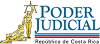 PODER
JUDICIAL
República de Costa Rica